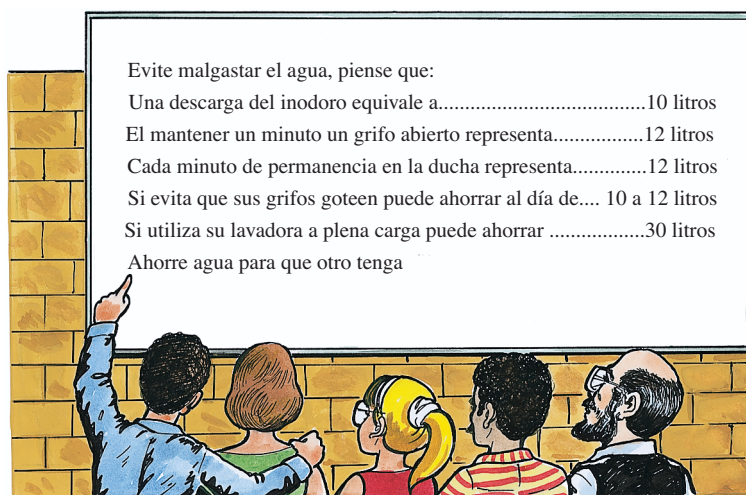 Evite malgastar el agua, piense que:
Una descarga del inodoro equivale a.....................................10 litros
El mantener un minuto un grifo abierto representa................12 litros
Cada minuto de permanencia en la ducha representa.............12 litros
Si evita que sus grifos goteen puede ahorrar al día de.... 10 a 12 litros
Si utiliza su lavadora a plena carga puede ahorrar .................30 litros
Ahorre agua para que otro tenga